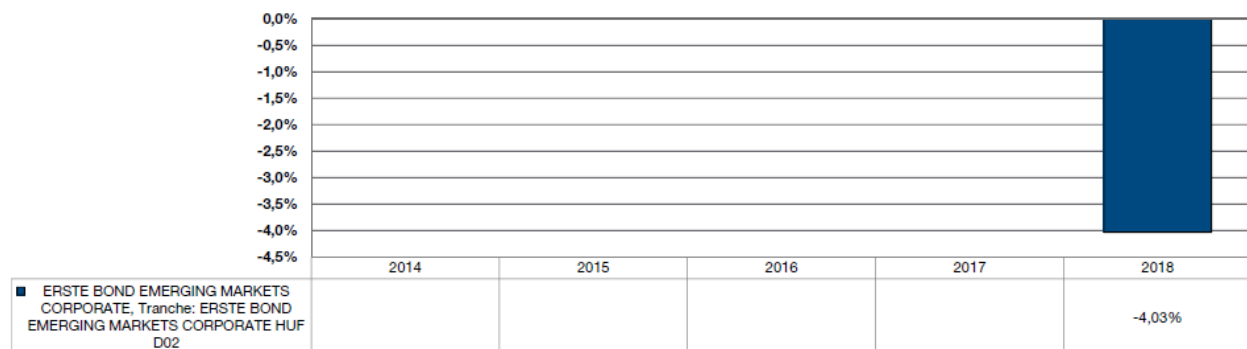 0,0%
-0,5%
-1,0%
-1,5%
-2,0%
-2,5%
-3,0%
-3,5%
-4,0%
-4,5%
2014 2015 2016 2017 2018
ERSTE BOND EMERGING MARKETS
CORPORATE, Tranche: ERSTE BOND
EMERGING MARKETS CORPORATE HUF
D02
-4,03%